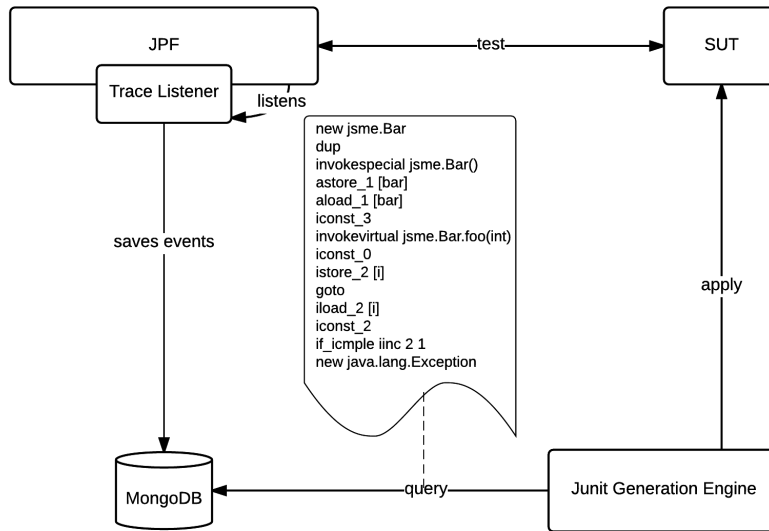 JPF
test
SUT
Trace Listener
listens
new jsme.Bar
dup
invokespecial jsme.Bar()
astore_1 [bar]
aload_1 [bar]
iconst_3
invokevirtual jsme.Bar.foo(int)
iconst_0
istore_2 [i]
goto
iload_2 [i]
iconst_2
if_icmple iinc 2 1
new java.lang.Exception
saves events
apply
MongoDB
query
Junit Generation Engine